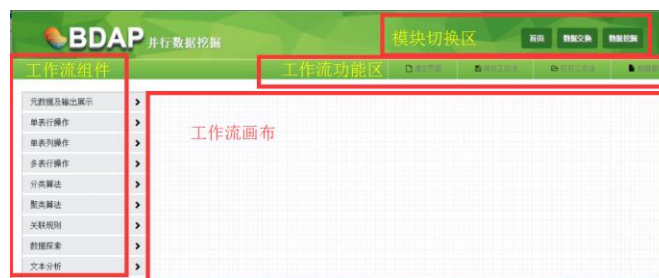 BDAP 并行数据挖掘
模块切换区
首页 数据交换 数据挖掘
工作流组件
工作流功能区
元数据及输出展示
单表行操作
单表列操作
多表行操作
分类算法
聚类算法
关联规则
数据探索
文本分析
工作流画布